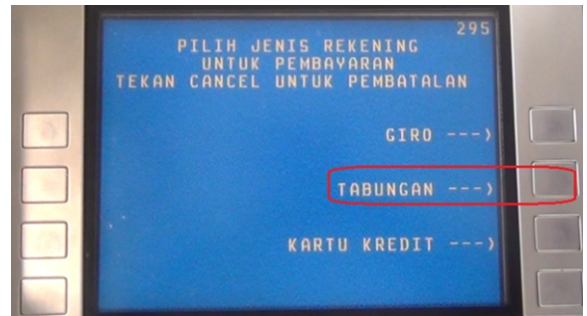 295
PILIH JENIS REKENING
UNTUK PEMBAYARAN
TEKAN CANCEL UNTUK PEMBATALAN
GIRO --->
TABUNGAN --->
KARTU KREDIT --->